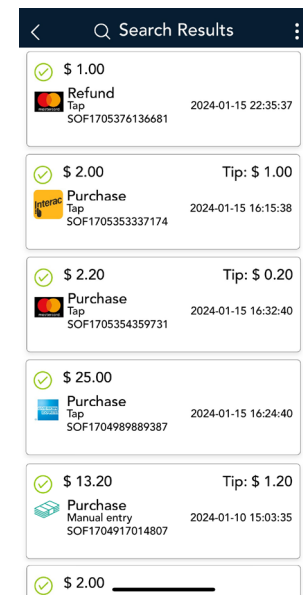 Search Results
$ 1.00
Refund
Tap 2024-01-15 22:35:37
SOF1705376136681
$ 2.00 Tip: $ 1.00
Interac
Purchase
Tap 2024-01-15 16:15:38
SOF1705353337174
$ 2.20 Tip: $ 0.20
Purchase
Tap 2024-01-15 16:32:40
SOF1705354359731
$ 25.00
Purchase
Tap 2024-01-15 16:24:40
SOF1704989889387
$ 13.20 Tip: $ 1.20
Purchase
Manual entry 2024-01-10 15:03:35
SOF1704917014807
$ 2.00